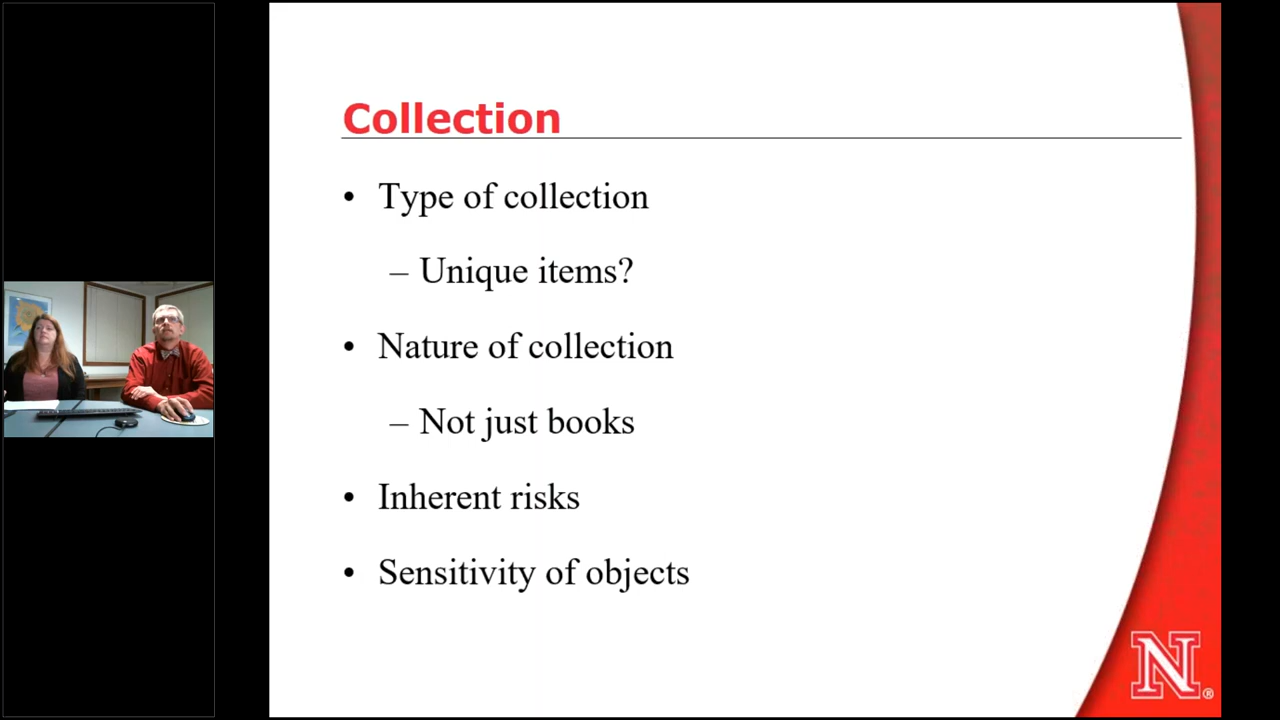 Collection
• Type of collection
– Unique items?
• Nature of collection
– Not just books
• Inherent risks
• Sensitivity of objects
N®